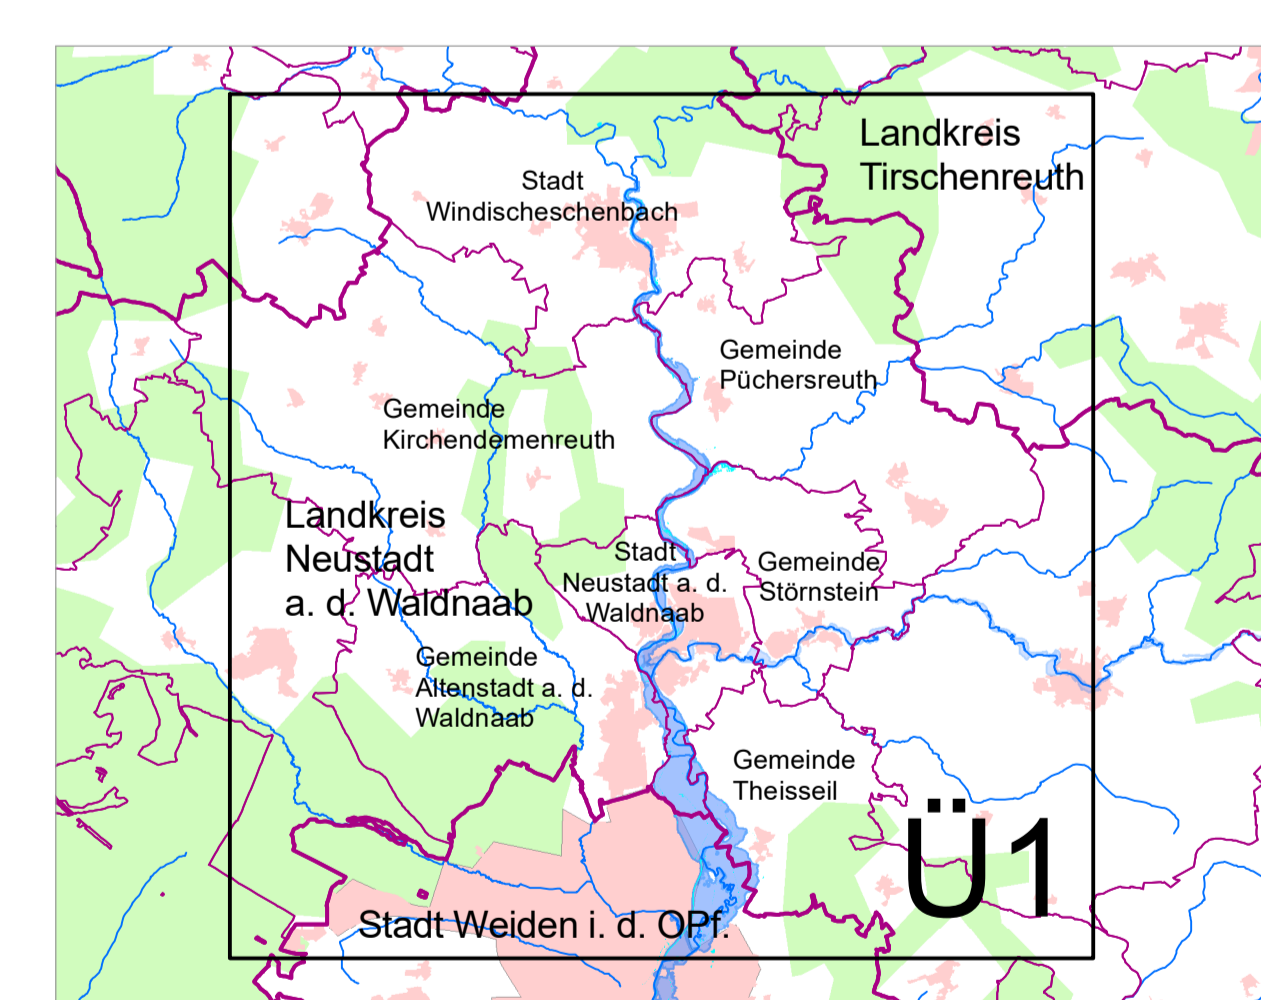 Landkreis
Tirschenreuth
Stadt
Windischeschenbach
Gemeinde
Püchersreuth
Gemeinde
Kirchendemenreuth
Landkreis
Neustadt
a. d. Waldnaab
Stadt
Neustadt a. d.
Waldnaab
Gemeinde
Störnstein
Gemeinde
Altenstadt a. d.
Waldnaab
Gemeinde
Theisseil
Ü1
Stadt Weiden i. d. OPf.